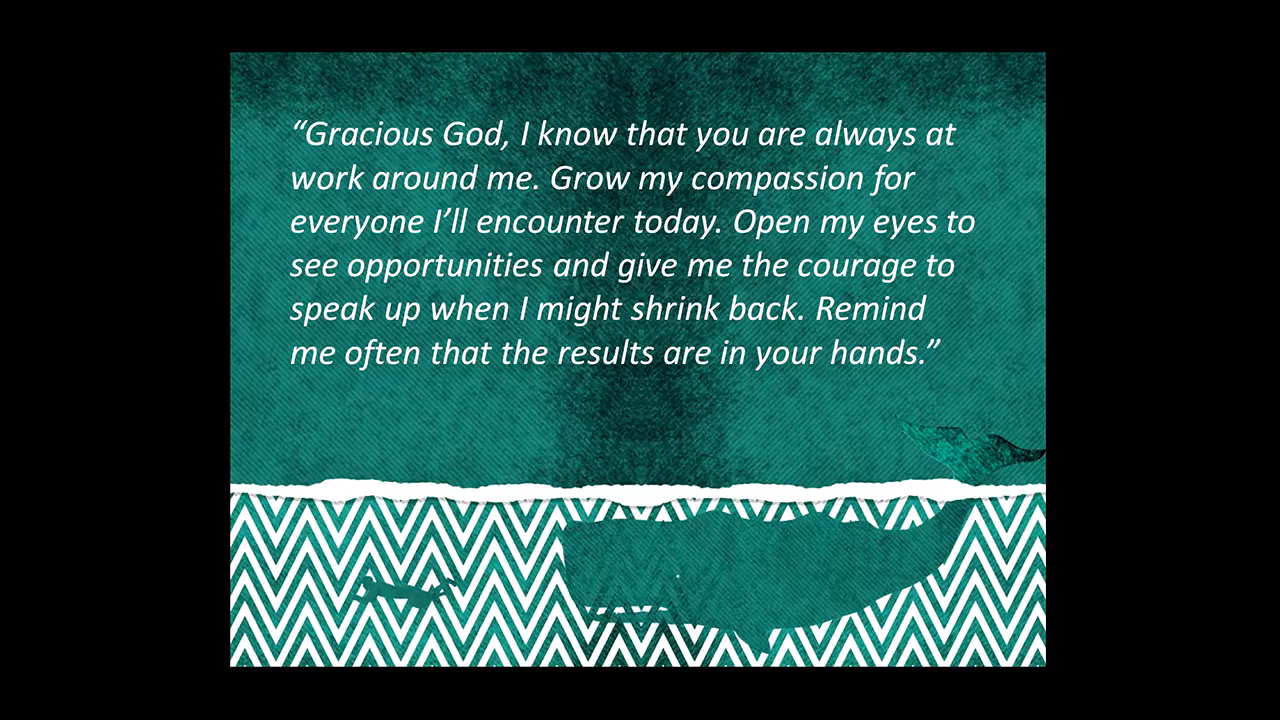 “Gracious God, I know that you are always at
work around me. Grow my compassion for
everyone I’ll encounter today. Open my eyes to
see opportunities and give me the courage to
speak up when I might shrink back. Remind
me often that the results are in your hands.”